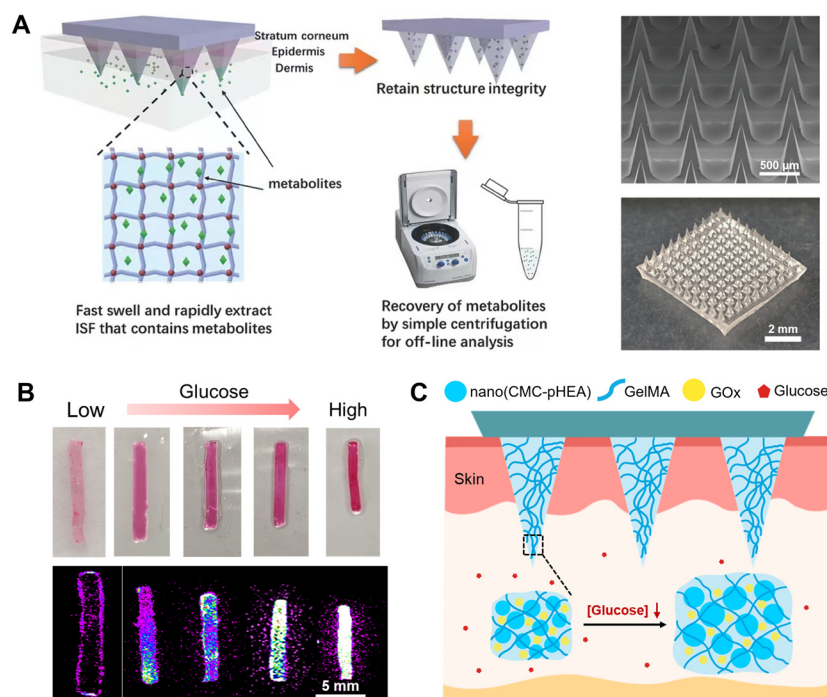 A
Stratum corneum
Epidermis
Dermis
metabolites
Fast swell and rapidly extract
ISF that contains metabolites
Retain structure integrity
Recovery of metabolites
by simple centrifugation
for off-line analysis
500 μm
2 mm
B
Glucose
Low
High
5 mm
C
nano(CMC-pHEA) GelMA GOx Glucose
Skin
[Glucose]